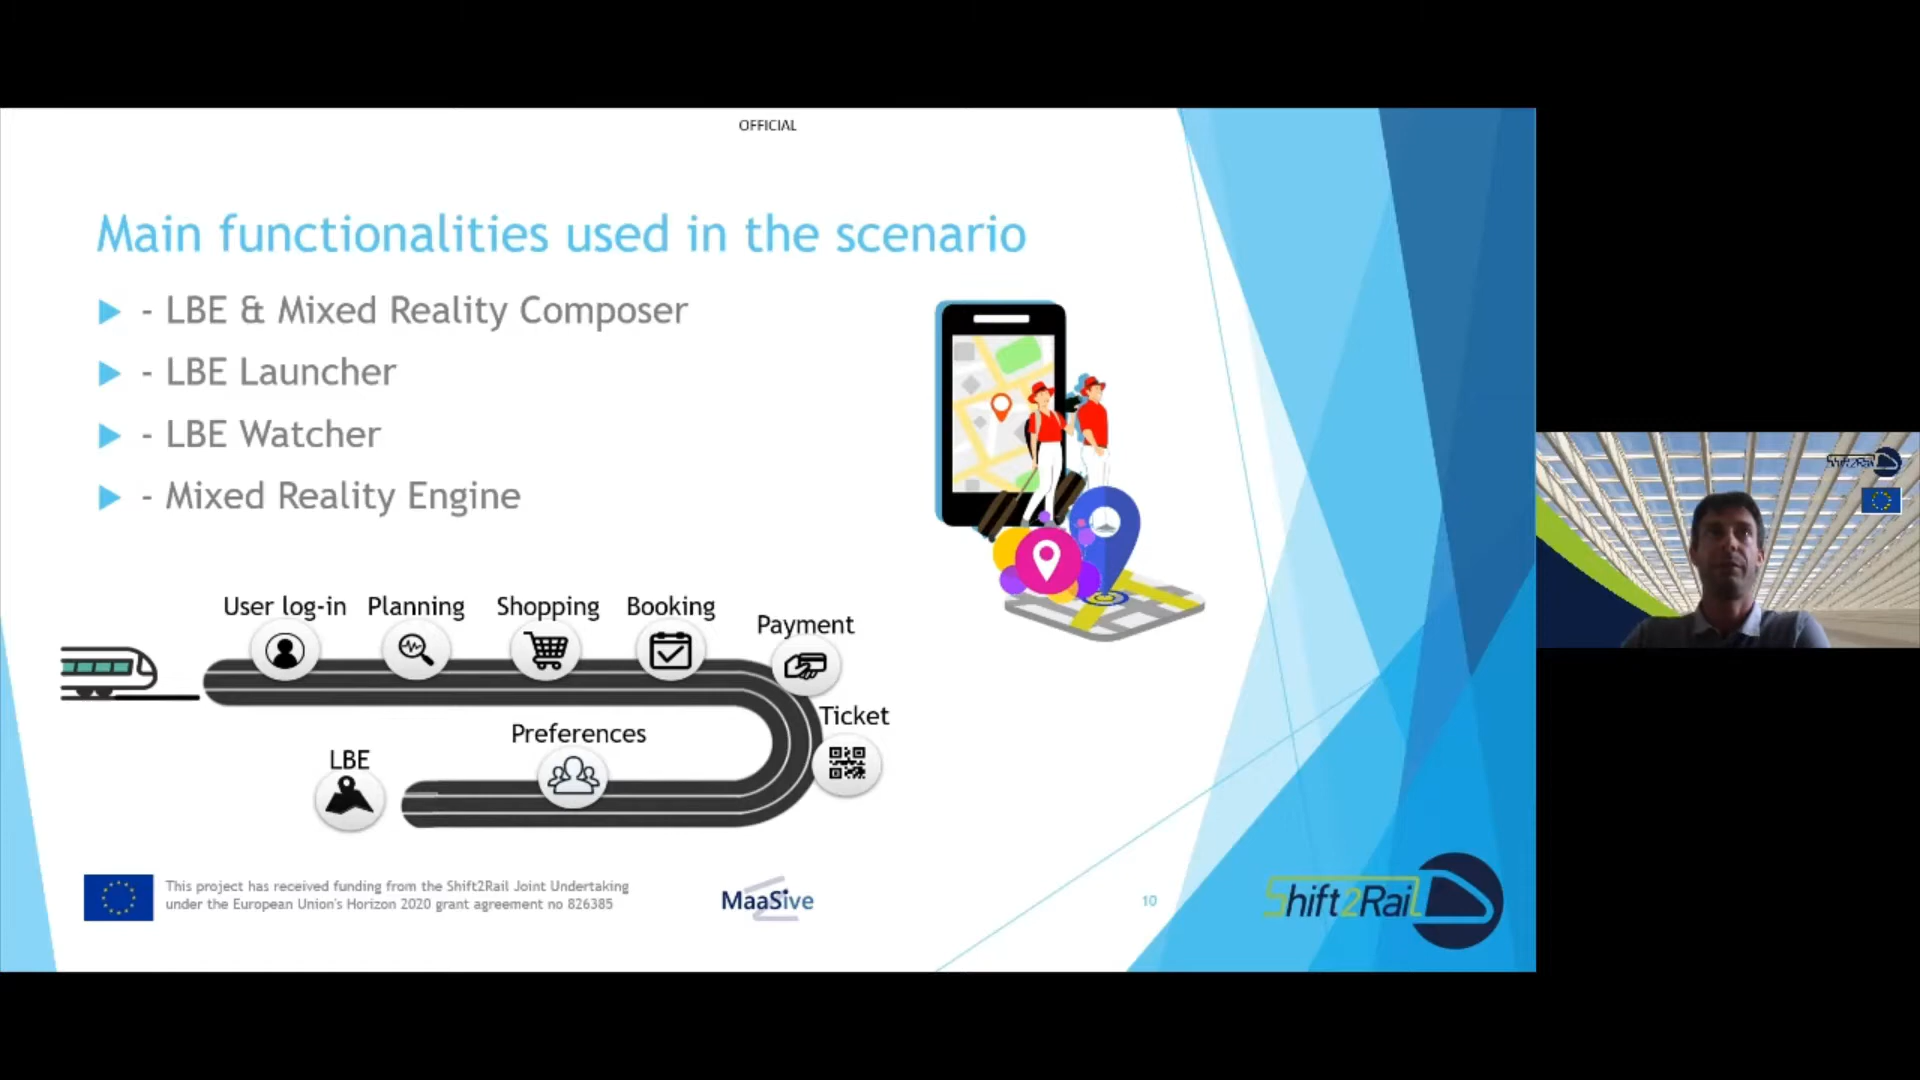 OFFICIAL
Main functionalities used in the scenario
- LBE & Mixed Reality Composer
- LBE Launcher
- LBE Watcher
- Mixed Reality Engine
User log-in
Planning
Shopping
Booking
Payment
Ticket
Preferences
LBE
This project has received funding from the Shift2Rail Joint Undertaking
under the European Union's Horizon 2020 grant agreement no 826385
MaaSive
10
Shift2Rail
Shift2Rail